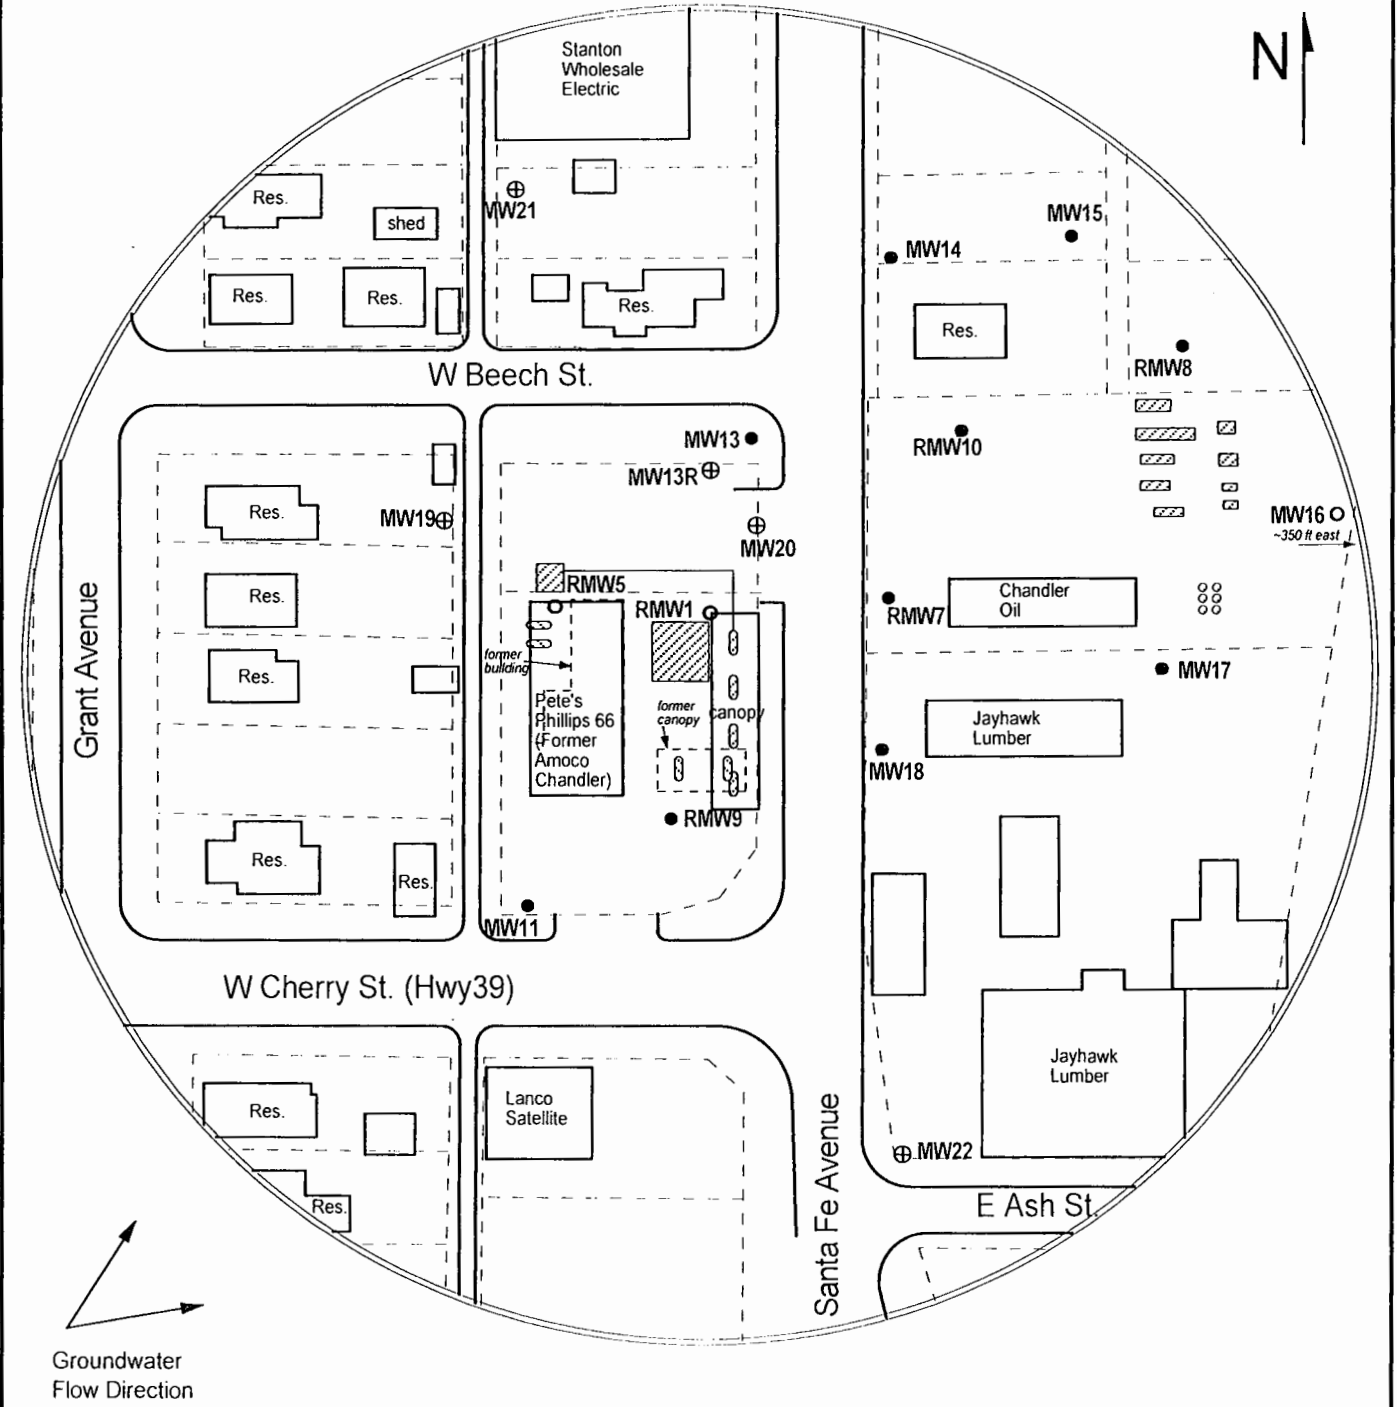 Stanton
Wholesale
Electric
N
Res.
shed
MW21
MW15
MW14
Res.
Res.
Res.
Res.
RMW8
W Beech St.
MW13
RMW10
MW13R
Res.
MW19
MW20
MW16
~350 ft east
RMW5
RMW1
Res.
Chandler
Oil
RMW7
former
building
Res.
MW17
Pete's
Phillips 66
(Former
Amoco
Chandler)
former
canopy
canopy
Jayhawk
Lumber
MW18
Grant Avenue
RMW9
Res.
Res.
MW11
W Cherry St. (Hwy39)
Jayhawk
Lumber
Res.
Lanco
Satellite
Santa Fe Avenue
MW22
Res.
E Ash St.
Groundwater
Flow Direction